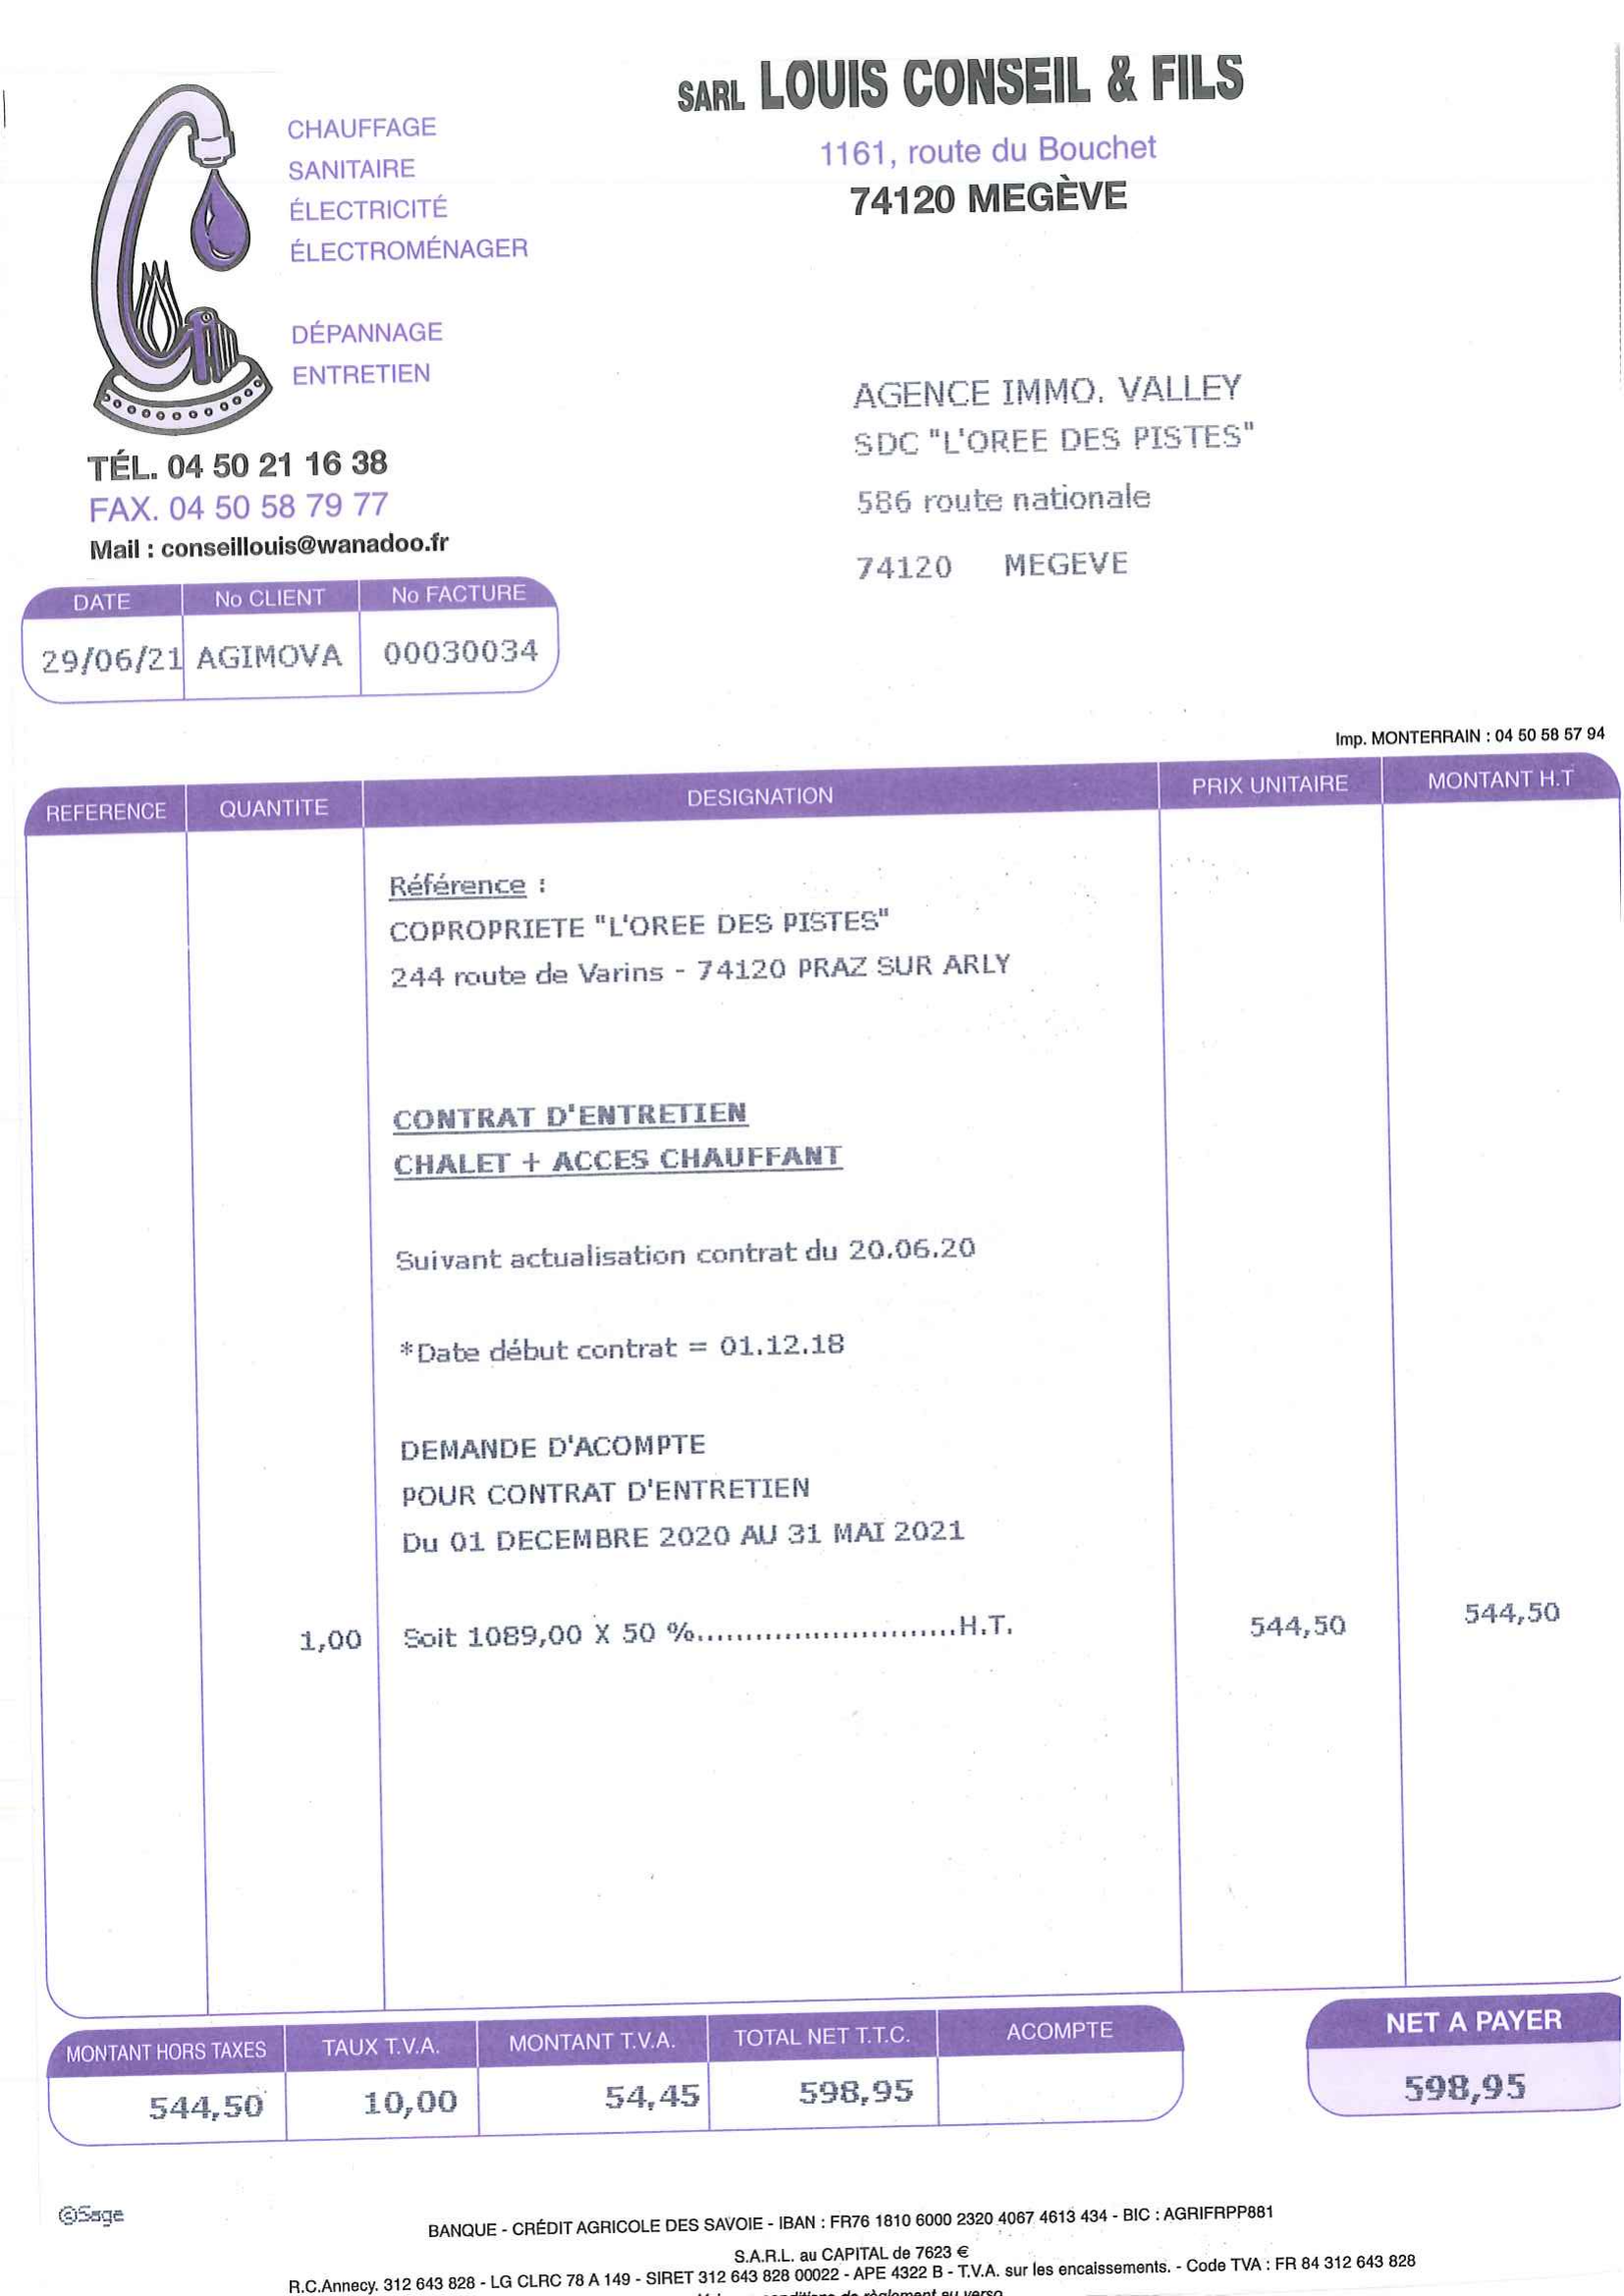 SARL LOUIS CONSEIL & FILS
1161, route du Bouchet
74120 MEGÈVE
CHAUFFAGE
SANITAIRE
ÉLECTRICITÉ
ÉLECTROMÉNAGER
DÉPANNAGE
ENTRETIEN
TÉL. 04 50 21 16 38
FAX. 04 50 58 79 77
Mail : conseillouis@wanadoo.fr
AGENCE IMMO. VALLEY
SDC "L'OREE DES PISTES"
586 route nationale
74120 MEGEVE
DATE No CLIENT No FACTURE
29/06/21 AGIMOVA 00030034
Imp. MONTERRAIN : 04 50 58 57 94
REFERENCE QUANTITE DESIGNATION PRIX UNITAIRE MONTANT H.T
Référence :
COPROPRIETE "L'OREE DES PISTES"
244 route de Varins - 74120 PRAZ SUR ARLY
CONTRAT D'ENTRETIEN
CHALET + ACCES CHAUFFANT
Suivant actualisation contrat du 20.06.20
*Date début contrat = 01.12.18
DEMANDE D'ACOMPTE
POUR CONTRAT D'ENTRETIEN
Du 01 DECEMBRE 2020 AU 31 MAI 2021
1,00 Soit 1089,00 X 50 %...........................H.T. 544,50 544,50
MONTANT HORS TAXES TAUX T.V.A. MONTANT T.V.A. TOTAL NET T.T.C. ACOMPTE NET A PAYER
544,50 10,00 54,45 598,95 598,95
©Sage
BANQUE - CRÉDIT AGRICOLE DES SAVOIE - IBAN : FR76 1810 6000 2320 4067 4613 434 - BIC : AGRIFRPP881
S.A.R.L. au CAPITAL de 7623 €
R.C.Annecy. 312 643 828 - LG CLRC 78 A 149 - SIRET 312 643 828 00022 - APE 4322 B - T.V.A. sur les encaissements. - Code TVA : FR 84 312 643 828
conditions de règlement au verso